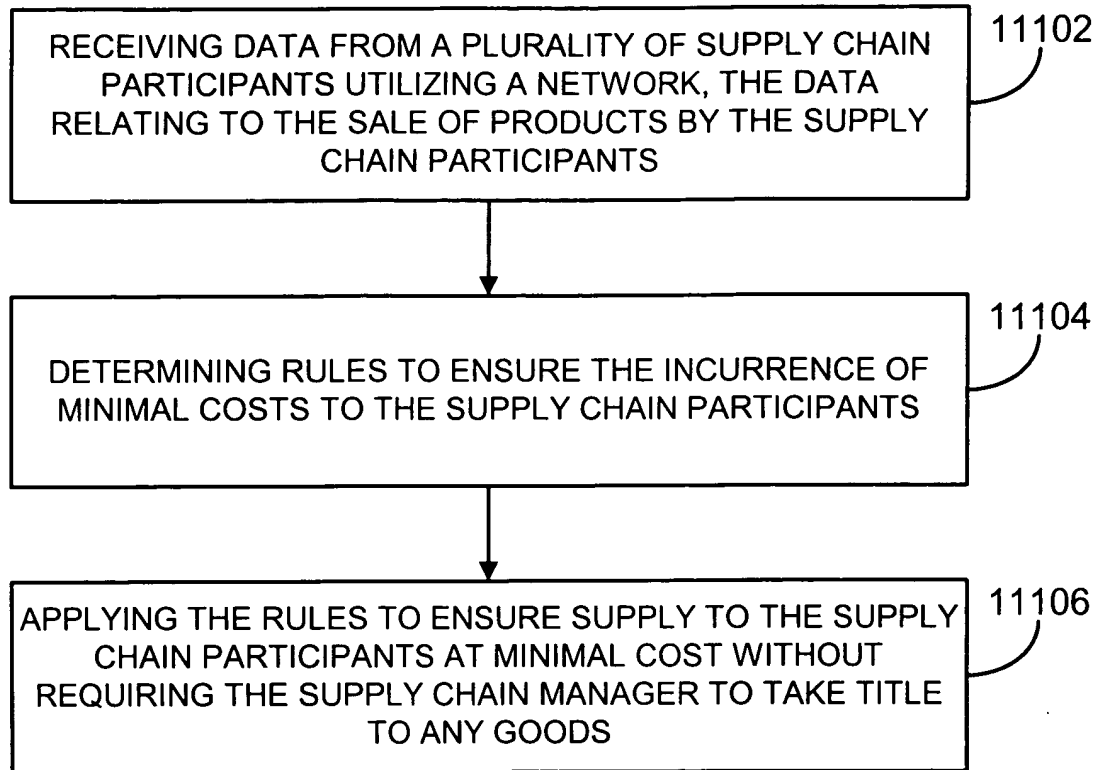 11102
RECEIVING DATA FROM A PLURALITY OF SUPPLY CHAIN
PARTICIPANTS UTILIZING A NETWORK, THE DATA
RELATING TO THE SALE OF PRODUCTS BY THE SUPPLY
CHAIN PARTICIPANTS
11104
DETERMINING RULES TO ENSURE THE INCURRENCE OF
MINIMAL COSTS TO THE SUPPLY CHAIN PARTICIPANTS
11106
APPLYING THE RULES TO ENSURE SUPPLY TO THE SUPPLY
CHAIN PARTICIPANTS AT MINIMAL COST WITHOUT
REQUIRING THE SUPPLY CHAIN MANAGER TO TAKE TITLE
TO ANY GOODS